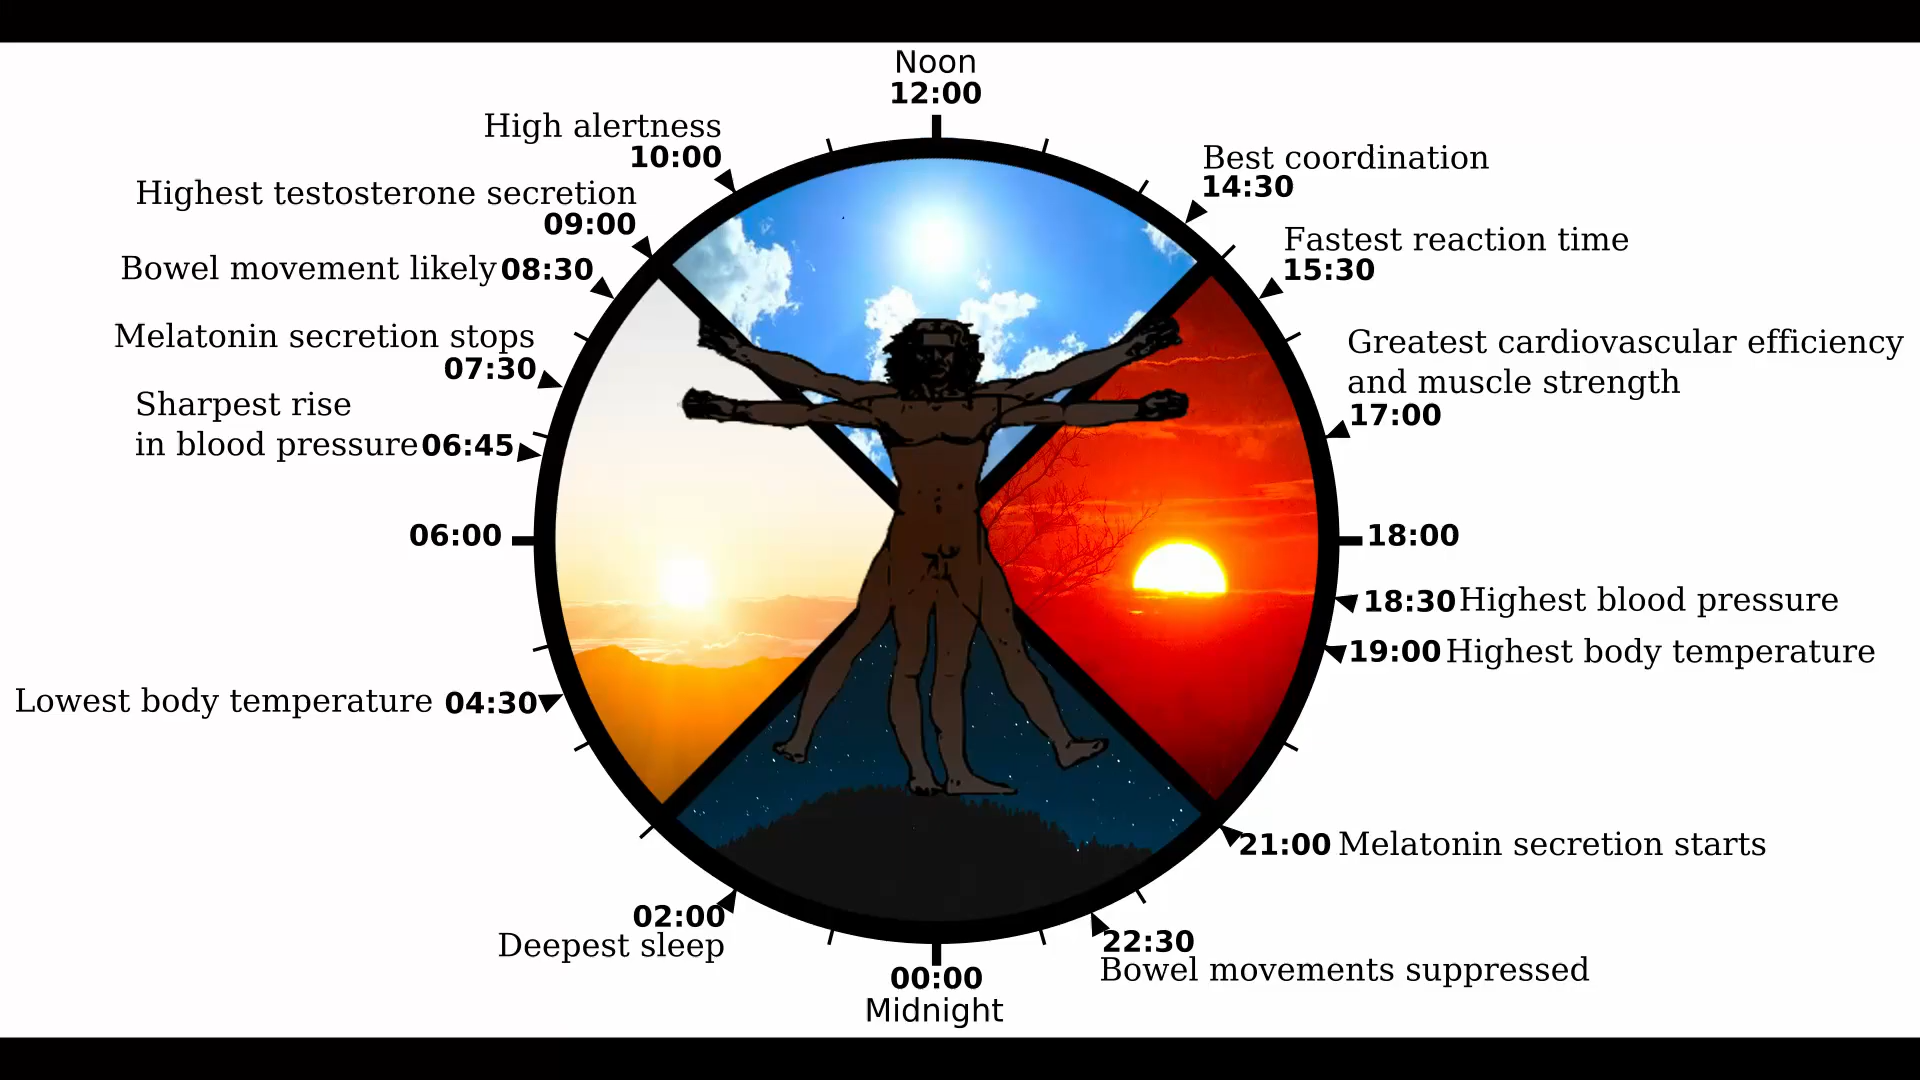 Noon
12:00
High alertness
10:00
Highest testosterone secretion
09:00
Bowel movement likely 08:30
Melatonin secretion stops
07:30
Sharpest rise
in blood pressure 06:45
06:00
Lowest body temperature 04:30
02:00
Deepest sleep
00:00
Midnight
Best coordination
14:30
Fastest reaction time
15:30
Greatest cardiovascular efficiency
and muscle strength
17:00
18:00
18:30 Highest blood pressure
19:00 Highest body temperature
21:00 Melatonin secretion starts
22:30
Bowel movements suppressed